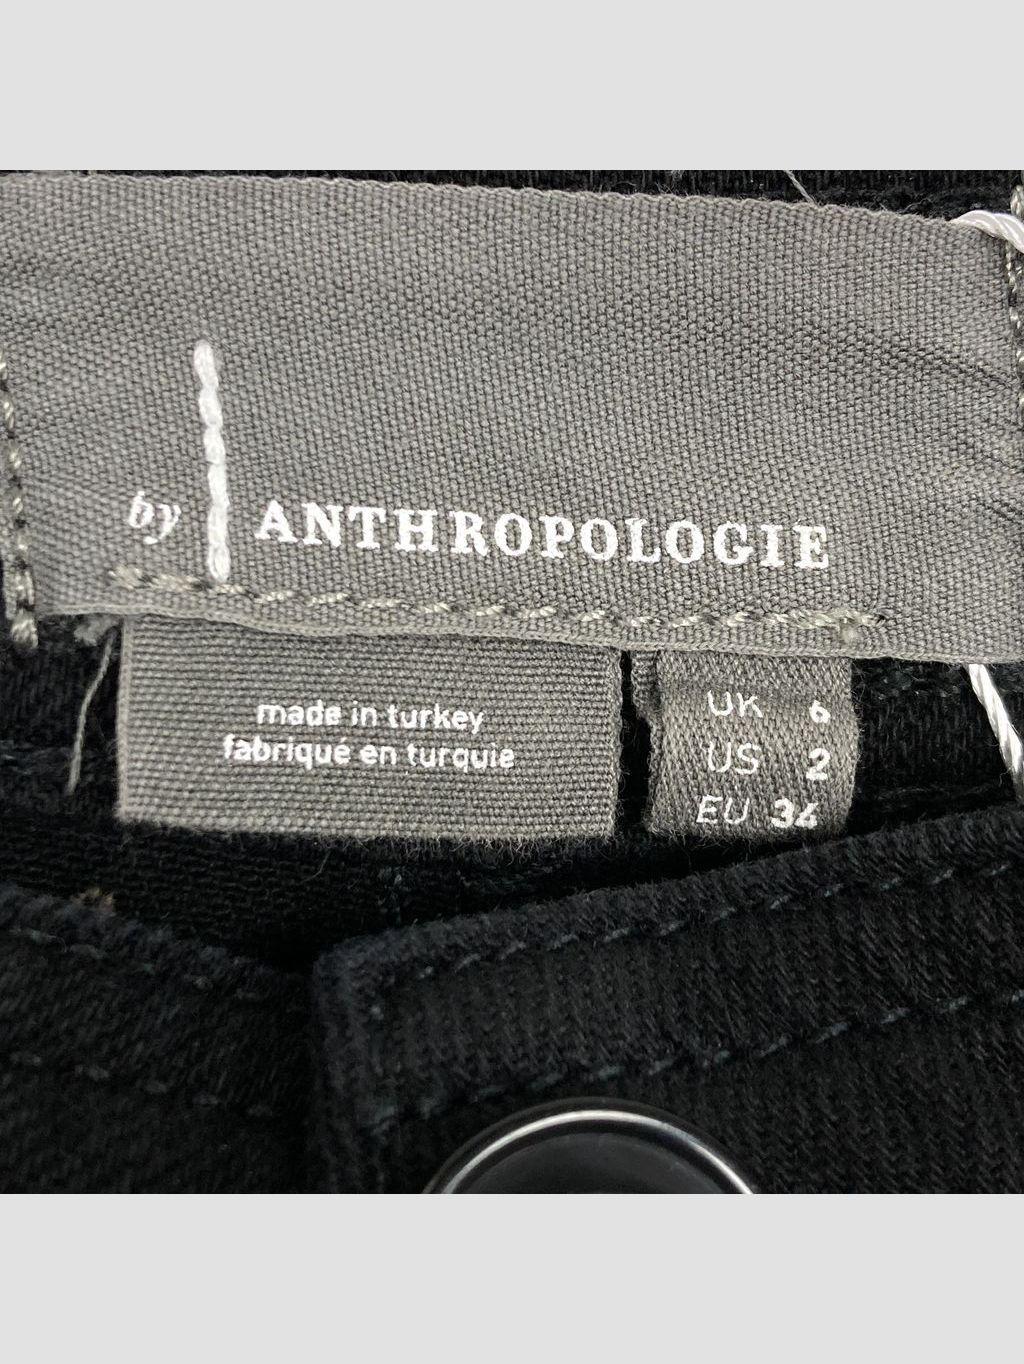 by ANTHROPOLOGIE
made in turkey
fabriqué en turquie
UK 6
US 2
EU 34